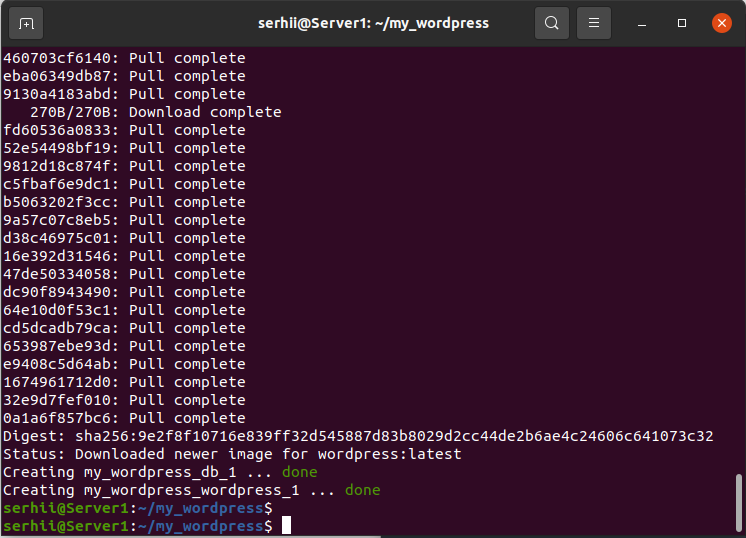 serhii@Server1: ~/my_wordpress
460703cf6140: Pull complete
eba06349db87: Pull complete
9130a4183abd: Pull complete
270B/270B: Download complete
fd60536a0833: Pull complete
52e54498bf19: Pull complete
9812d18c874f: Pull complete
c5fbaf6e9dc1: Pull complete
b5063202f3cc: Pull complete
9a57c07c8eb5: Pull complete
d38c46975c01: Pull complete
16e392d31546: Pull complete
47de50334058: Pull complete
dc90f8943490: Pull complete
64e10d0f53c1: Pull complete
cd5dcadb79ca: Pull complete
653987ebe93d: Pull complete
e9408c5d64ab: Pull complete
1674961712d0: Pull complete
32e9d7fef010: Pull complete
0a1a6f857bc6: Pull complete
Digest: sha256:9e2f8f10716e839ff32d545887d83b8029d2cc44de2b6ae4c24606c641073c32
Status: Downloaded newer image for wordpress:latest
Creating my_wordpress_db_1 ... done
Creating my_wordpress_wordpress_1 ... done
serhii@Server1:~/my_wordpress$
serhii@Server1:~/my_wordpress$